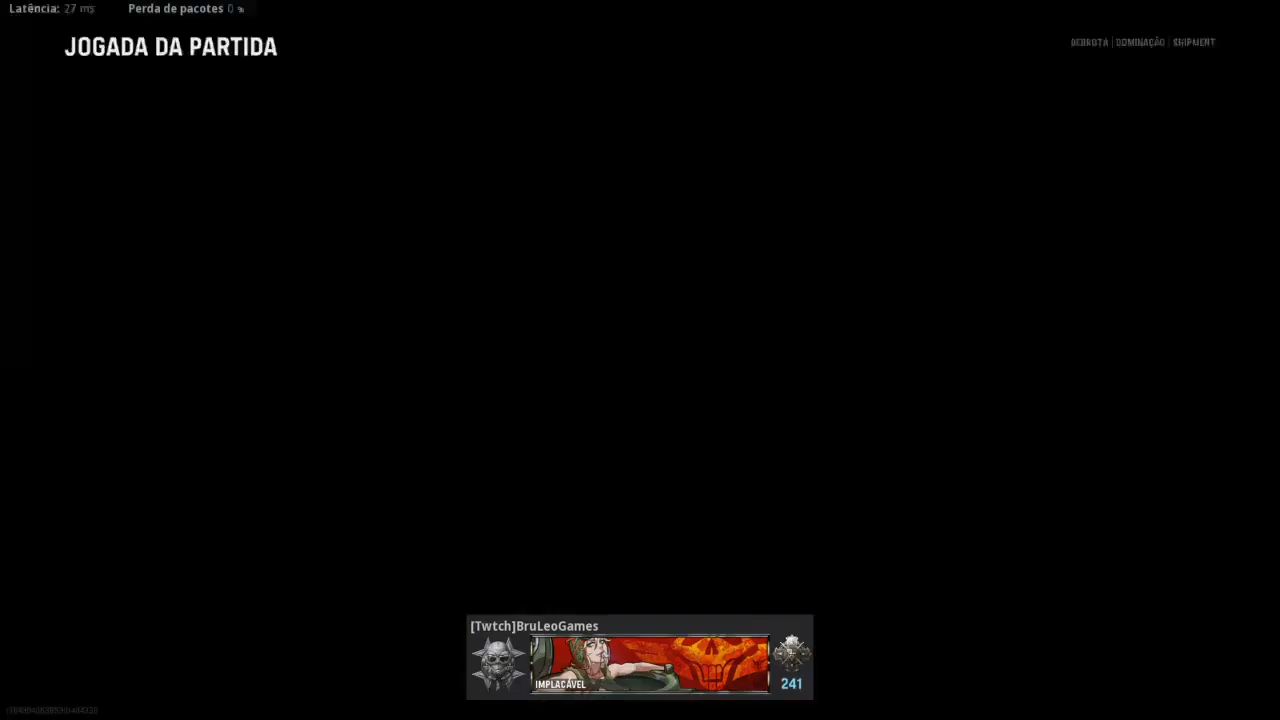 Latência: 27 ms Perda de pacotes 0 %
JOGADA DA PARTIDA
DERROTA | DOMINAÇÃO | SHIPMENT
[Twtch]BruLeoGames
IMPLACÁVEL
241